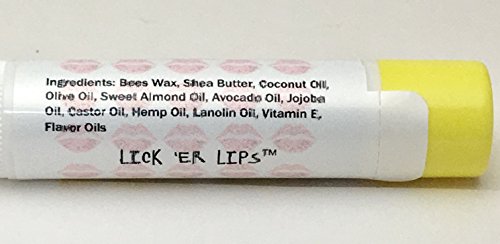 Ingredients: Bees Wax, Shea Butter, Coconut Oil,
Olive Oil, Sweet Almond Oil, Avocado Oil, Jojoba
Oil, Castor Oil, Hemp Oil, Lanolin Oil, Vitamin E,
Flavor Oils
LICK 'ER LIPS™